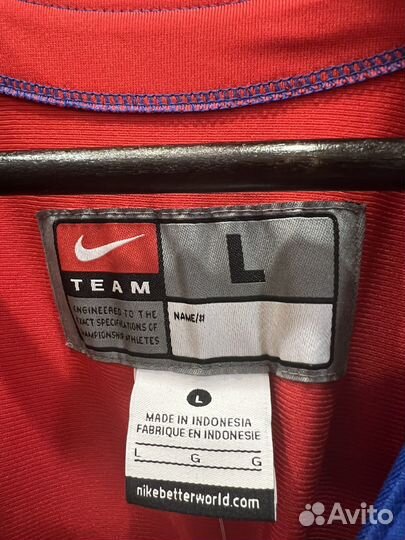 TEAM
L
ENGINEERED TO THE
EXACT SPECIFICATIONS OF
CHAMPIONSHIP ATHLETES
NAME/#
L
MADE IN INDONESIA
FABRIQUE EN INDONESIE
L G G
nikebetterworld.com
Avito